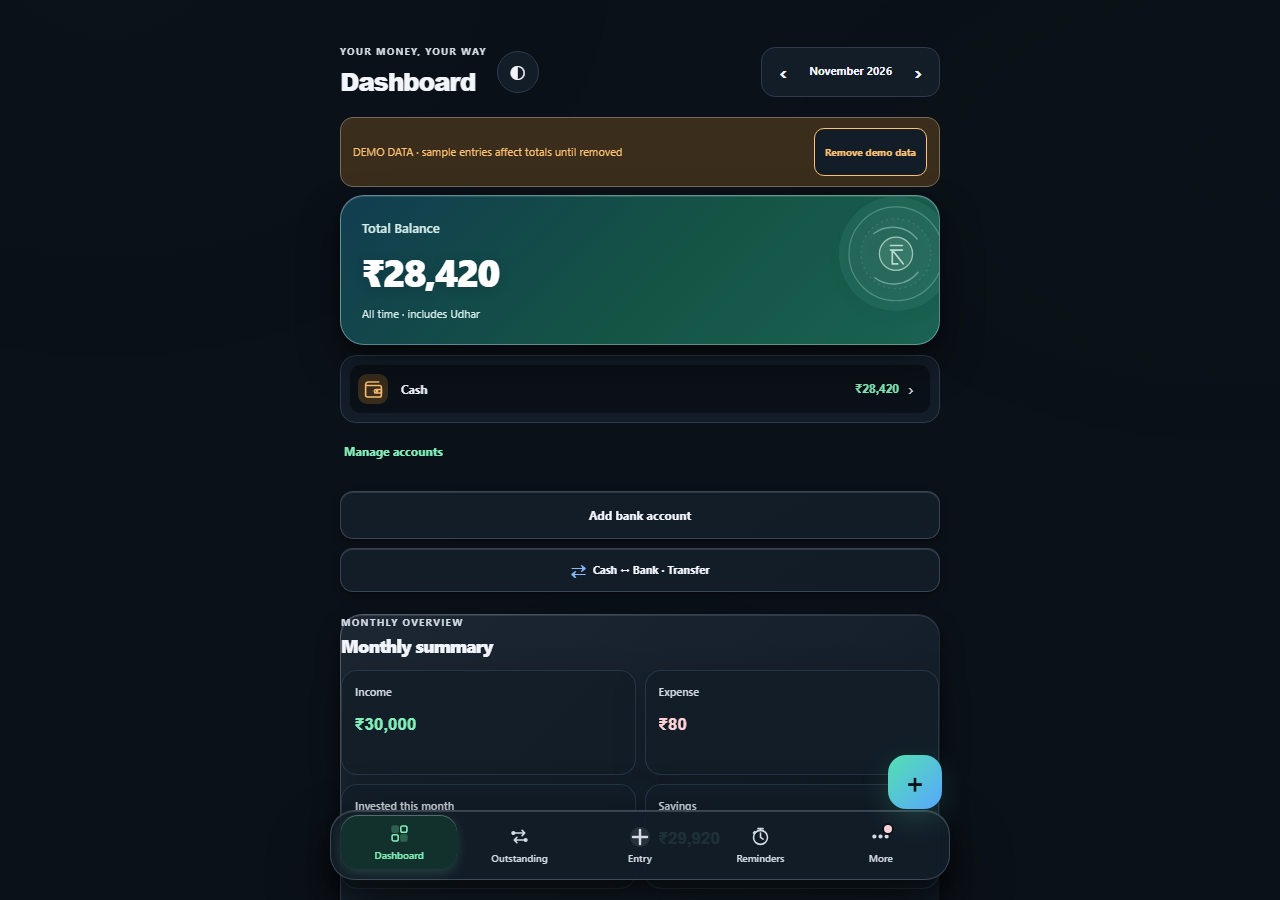 YOUR MONEY, YOUR WAY
Dashboard
‹ November 2026 ›
DEMO DATA · sample entries affect totals until removed
Remove demo data
Total Balance
₹28,420
All time · includes Udhar
Cash
₹28,420 ›
Manage accounts
Add bank account
Cash ↔ Bank · Transfer
MONTHLY OVERVIEW
Monthly summary
Income
₹30,000
Expense
₹80
+
Invested this month
Savings
₹29,920
Dashboard
Outstanding
Entry
Reminders
More